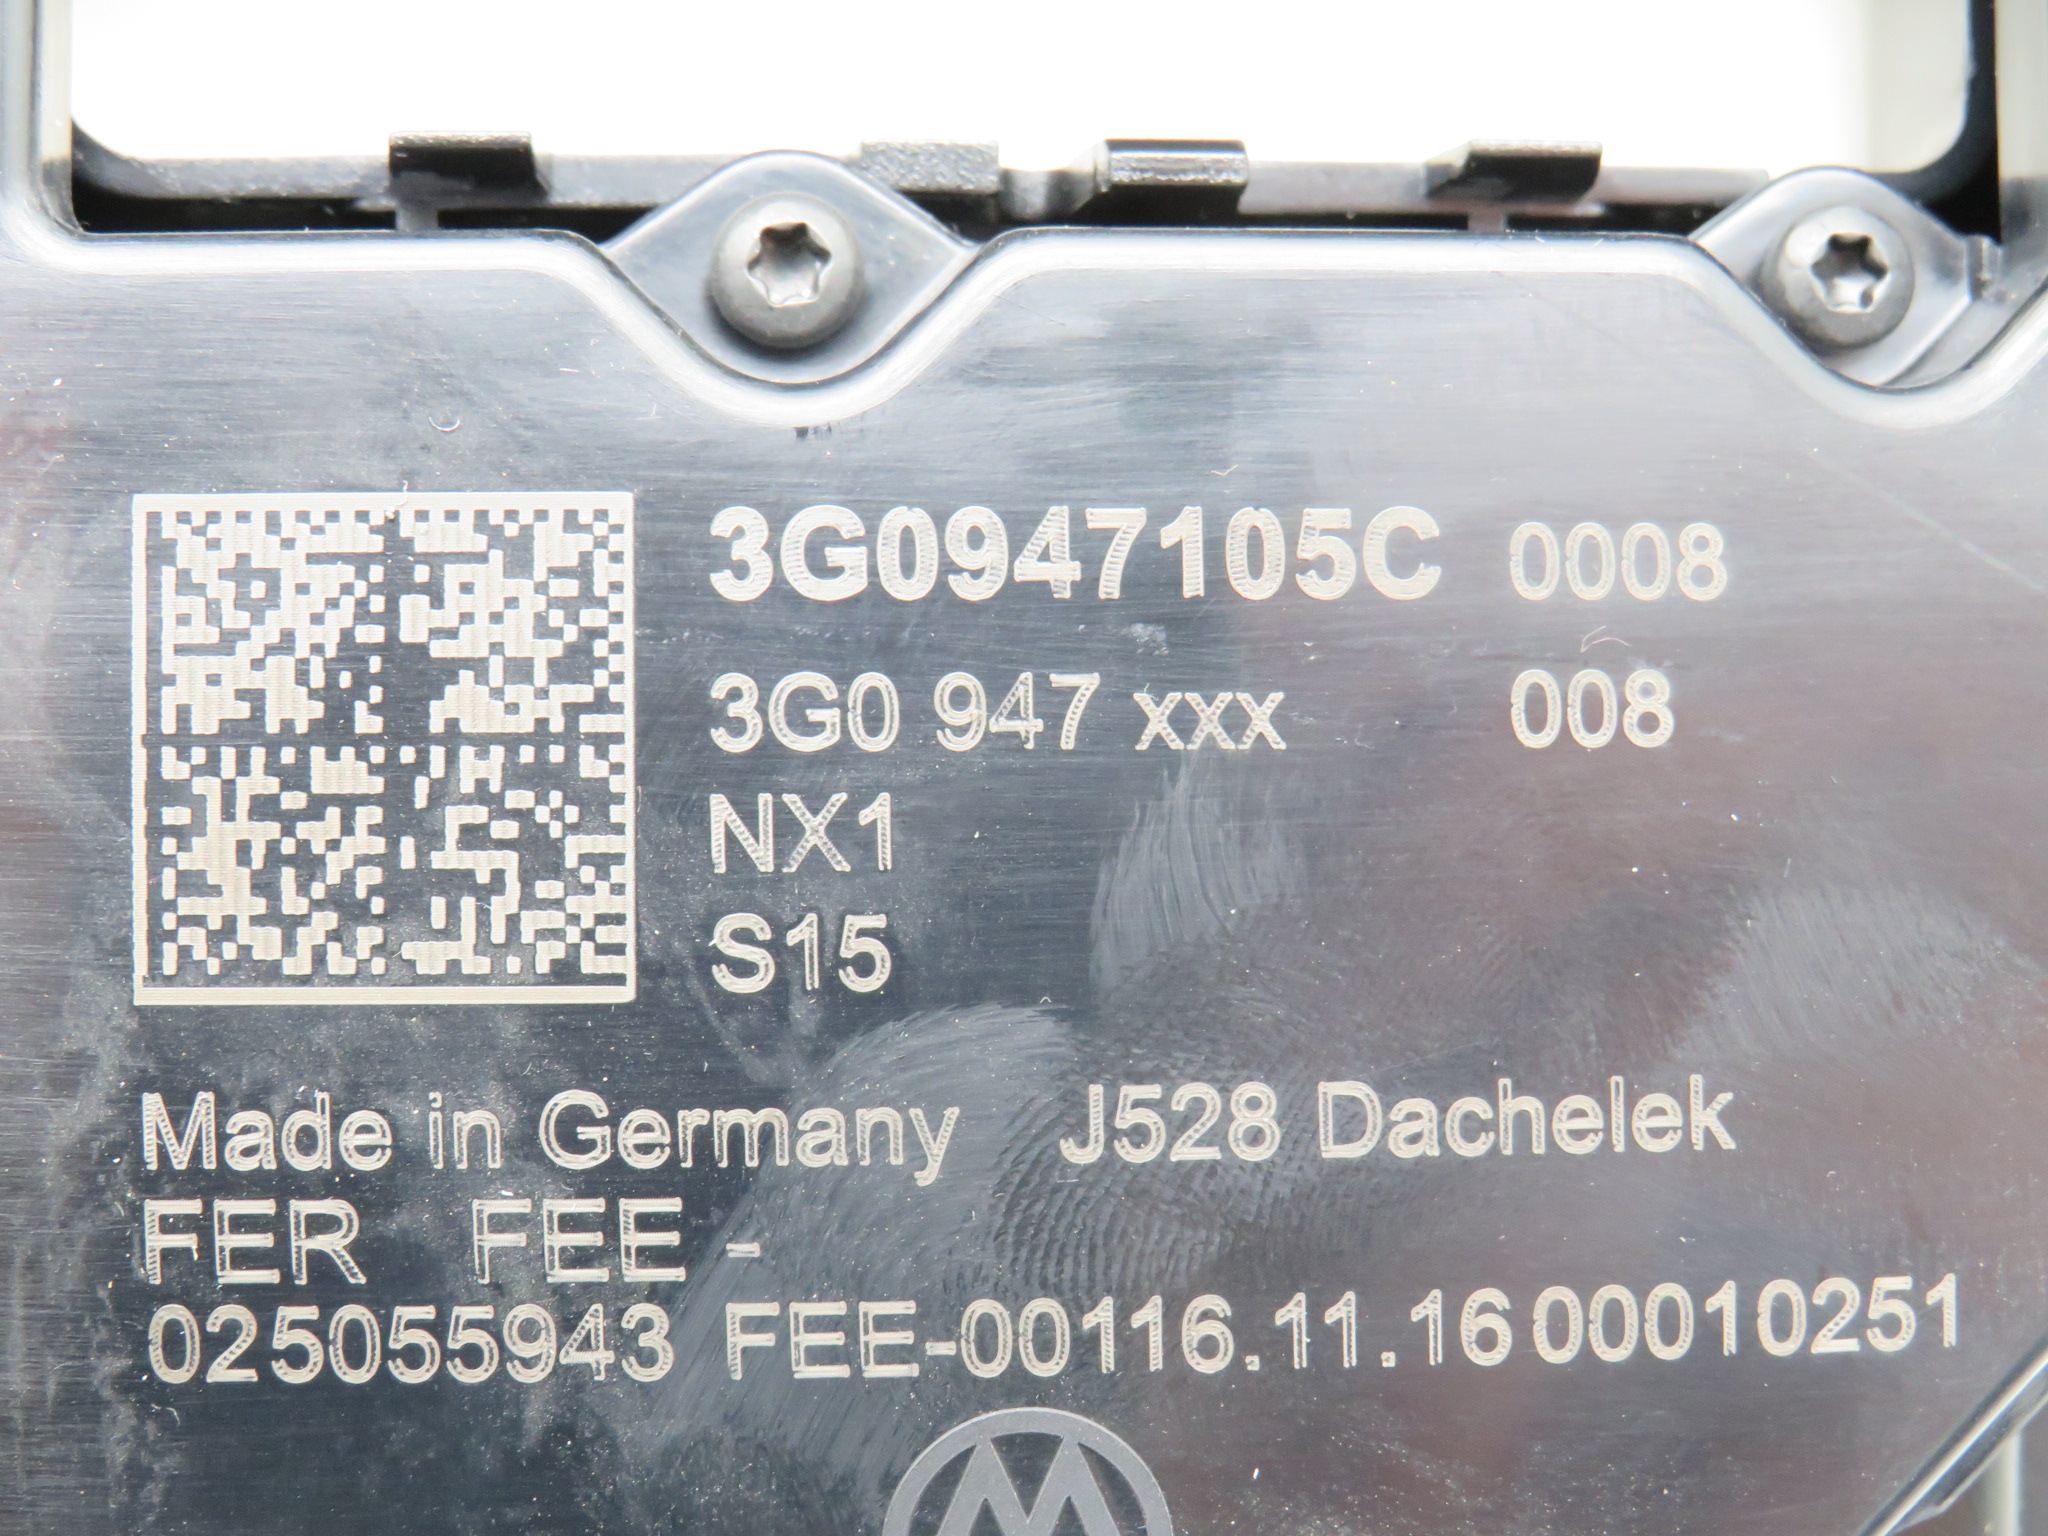 3G0947105C 0008
3G0 947 xxx 008
NX1
S15
Made in Germany J528 Dachelek
FER FEE -
025055943 FEE-00116.11.16 00010251